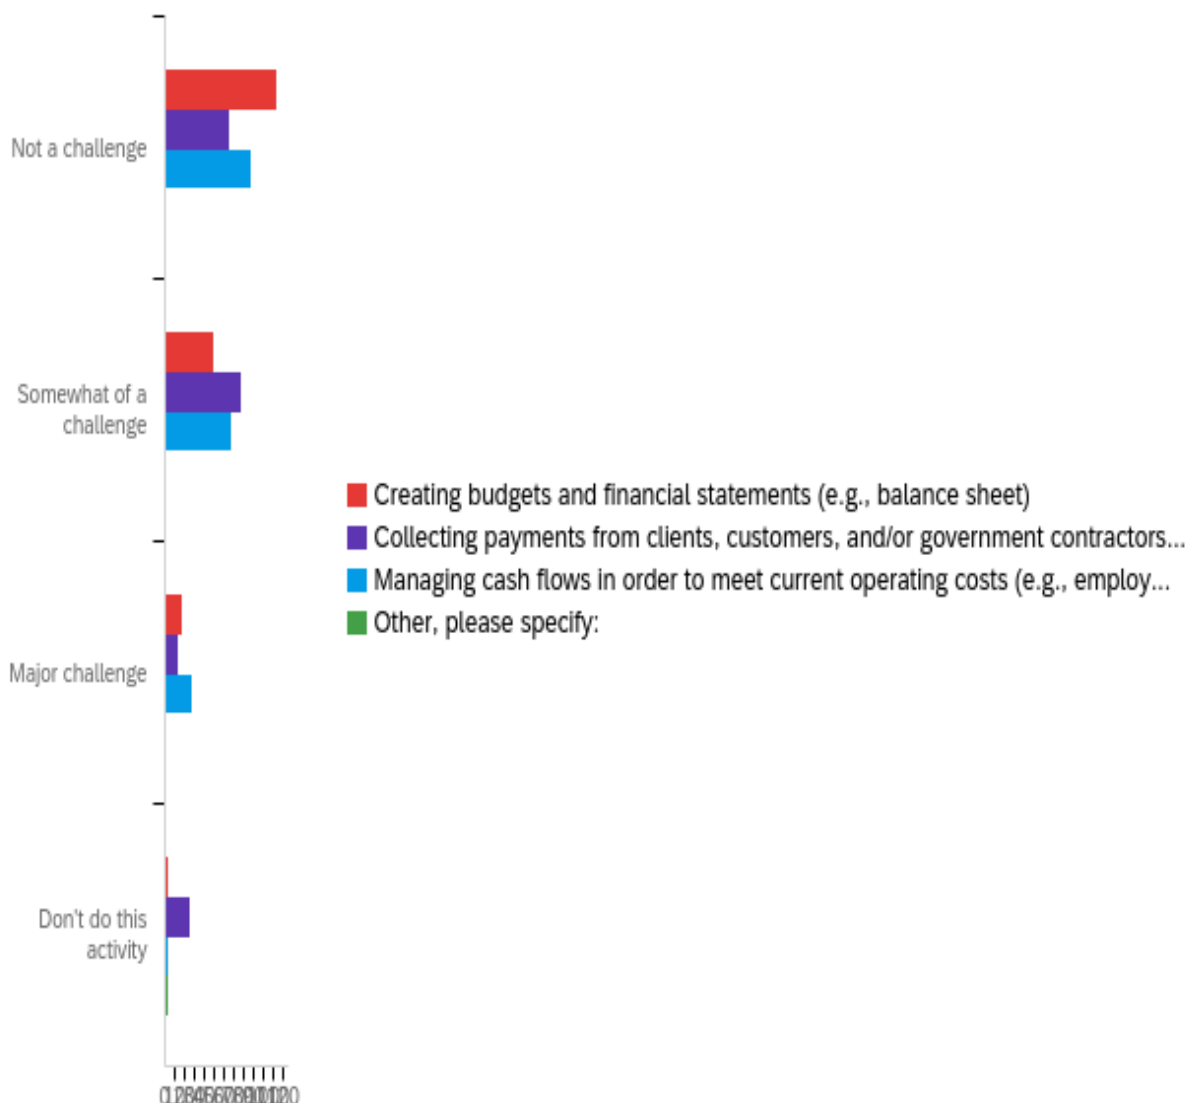 Not a challenge
Somewhat of a
challenge
Creating budgets and financial statements (e.g., balance sheet)
Collecting payments from clients, customers, and/or government contractors...
Managing cash flows in order to meet current operating costs (e.g., employ...
Other, please specify:
Major challenge
Don't do this
activity